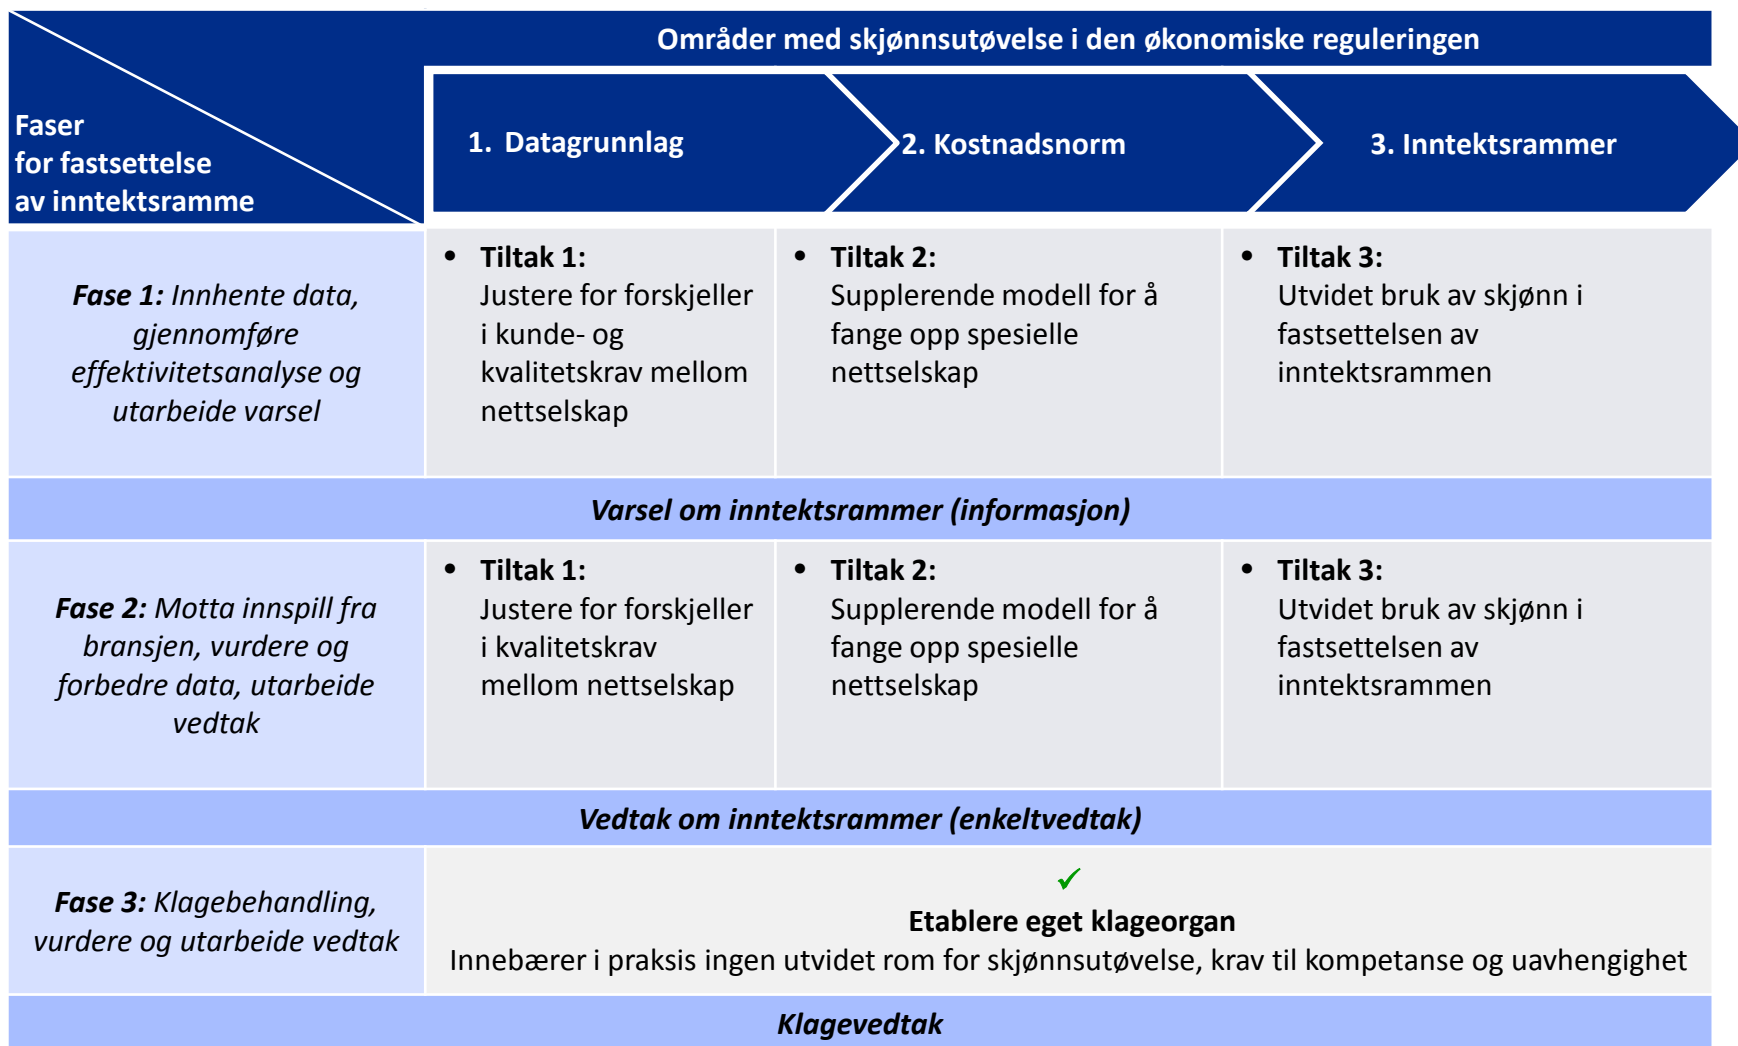 Områder med skjønnsutøvelse i den økonomiske reguleringen
Faser
for fastsettelse
av inntektsramme
1. Datagrunnlag
2. Kostnadsnorm
3. Inntektsrammer
Fase 1: Innhente data,
gjennomføre
effektivitetsanalyse og
utarbeide varsel
• Tiltak 1:
Justere for forskjeller
i kunde- og
kvalitetskrav mellom
nettselskap
• Tiltak 2:
Supplerende modell for å
fange opp spesielle
nettselskap
• Tiltak 3:
Utvidet bruk av skjønn i
fastsettelsen av
inntektsrammen
Varsel om inntektsrammer (informasjon)
Fase 2: Motta innspill fra
bransjen, vurdere og
forbedre data, utarbeide
vedtak
• Tiltak 1:
Justere for forskjeller
i kvalitetskrav
mellom nettselskap
• Tiltak 2:
Supplerende modell for å
fange opp spesielle
nettselskap
• Tiltak 3:
Utvidet bruk av skjønn i
fastsettelsen av
inntektsrammen
Vedtak om inntektsrammer (enkeltvedtak)
Fase 3: Klagebehandling,
vurdere og utarbeide vedtak
✓
Etablere eget klageorgan
Innebærer i praksis ingen utvidet rom for skjønnsutøvelse, krav til kompetanse og uavhengighet
Klagevedtak